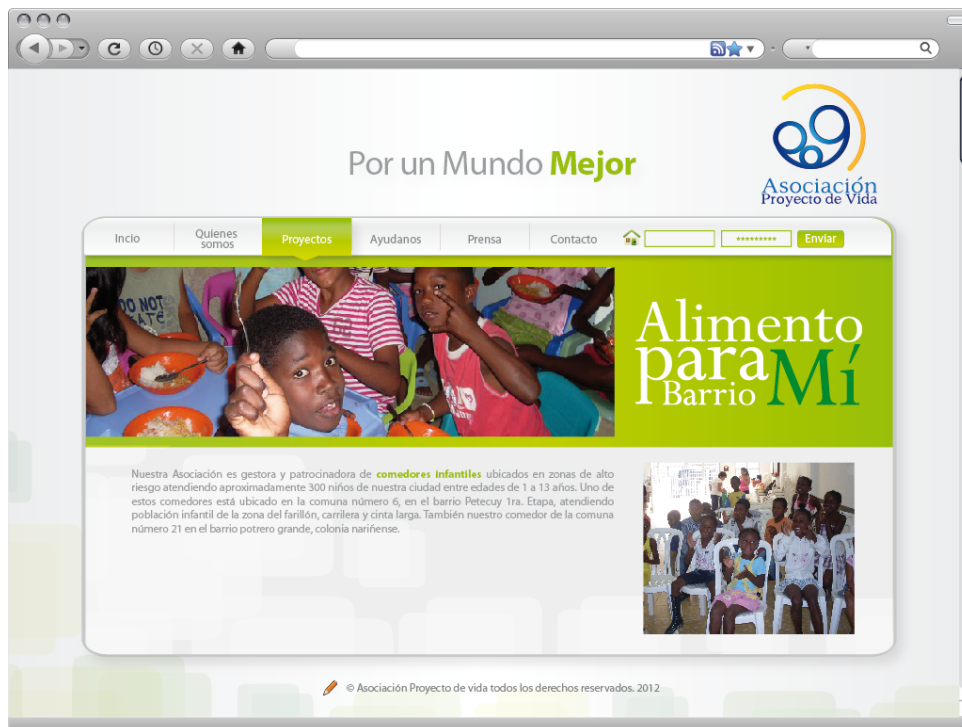 Por un Mundo Mejor
Asociación
Proyecto de Vida
Incio
Quienes
somos
Proyectos
Ayudanos
Prensa
Contacto
*********
Enviar
DO NOT
Alimento
para
Barrio Mí
Nuestra Asociación es gestora y patrocinadora de comedores infantiles ubicados en zonas de alto
riesgo atendiendo aproximadamente 300 niños de nuestra ciudad entre edades de 1 a 13 años. Uno de
estos comedores está ubicado en la comuna número 6, en el barrio Petecuy 1ra. Etapa, atendiendo
población infantil de la zona del farillón, carrilera y cinta larga. También nuestro comedor de la comuna
número 21 en el barrio potrero grande, colonia nariñense.
© Asociación Proyecto de vida todos los derechos reservados. 2012